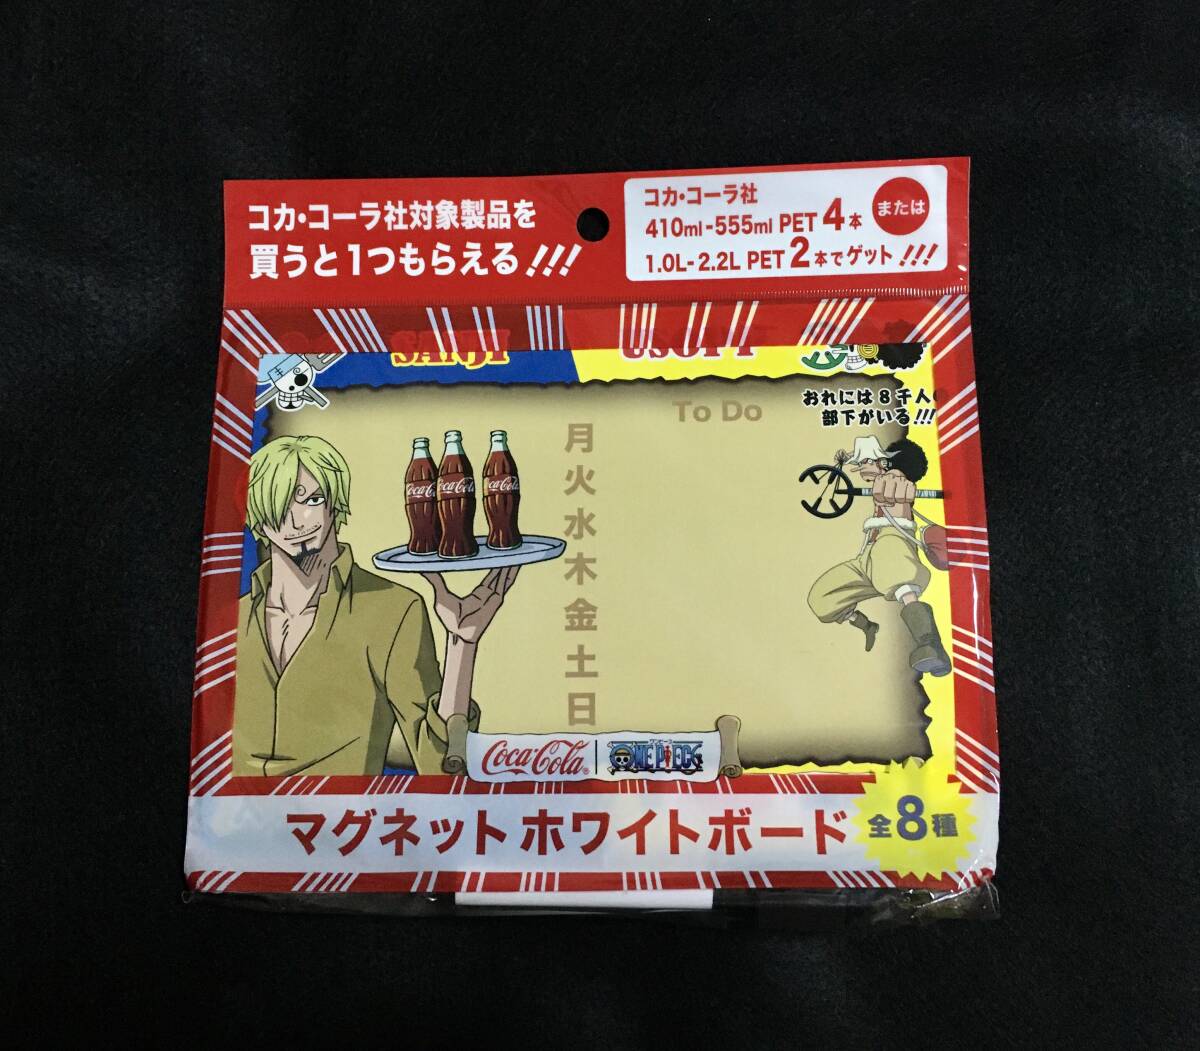 コカ・コーラ社対象製品を
買うと1つもらえる!!!
コカ・コーラ社
410ml-555ml PET 4本
または
1.0L-2.2L PET 2本でゲット!!!
SANJI
USOPP
To Do
おれには8千人の
部下がいる!!!
月
火
水
木
金
土
日
Coca-Cola
Coca-Cola
Coca-Cola
Coca-Cola®
ONE PIECE
マグネットホワイトボード
全8種